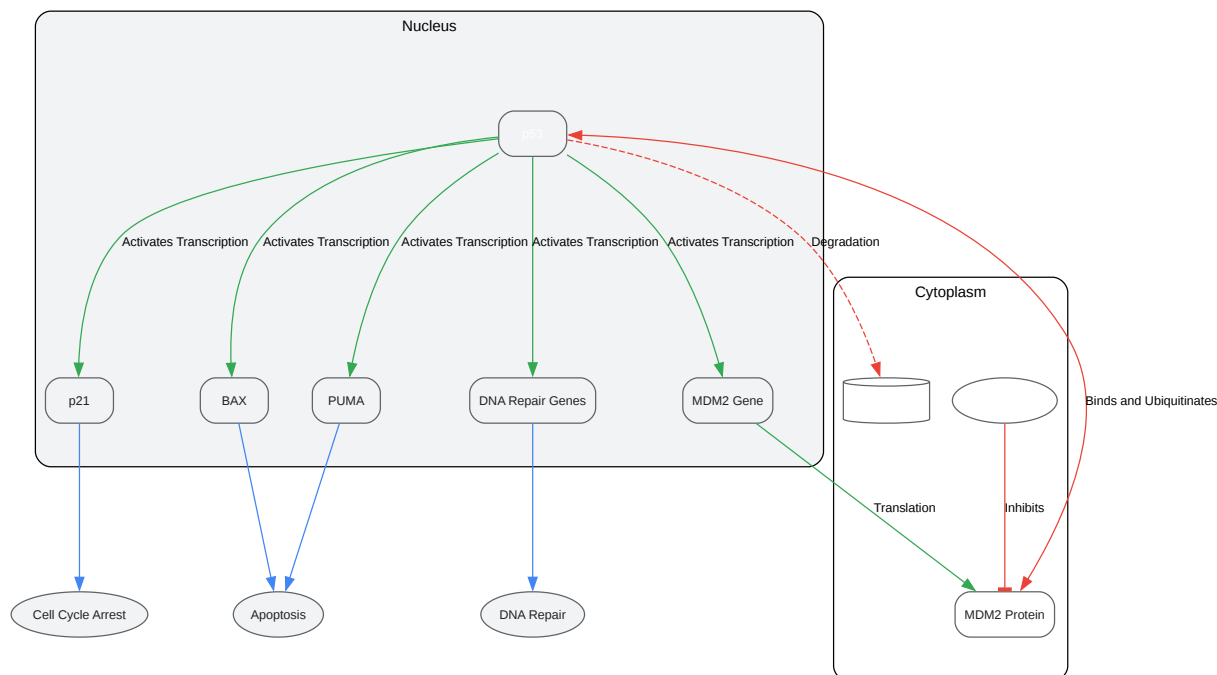 Nucleus
p53
Activates Transcription
Activates Transcription
Activates Transcription
Activates Transcription
Activates Transcription
Degradation
Cytoplasm
p21
BAX
PUMA
DNA Repair Genes
MDM2 Gene
Binds and Ubiquitinates
Translation
Inhibits
Cell Cycle Arrest
Apoptosis
DNA Repair
MDM2 Protein